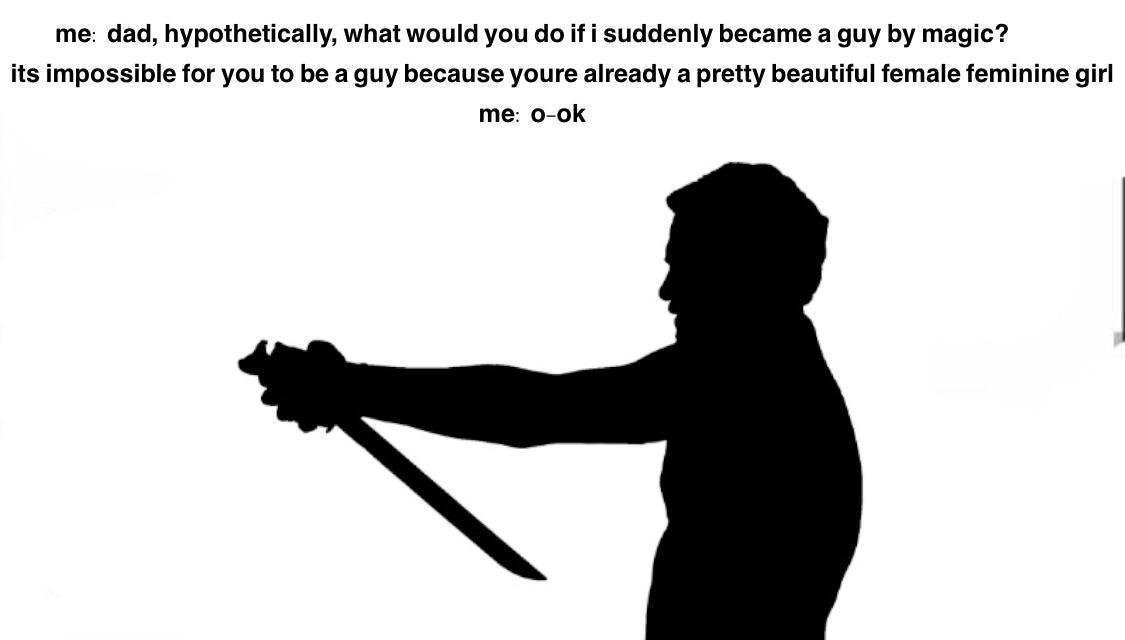 me: dad, hypothetically, what would you do if i suddenly became a guy by magic?
its impossible for you to be a guy because youre already a pretty beautiful female feminine girl
me: o-ok